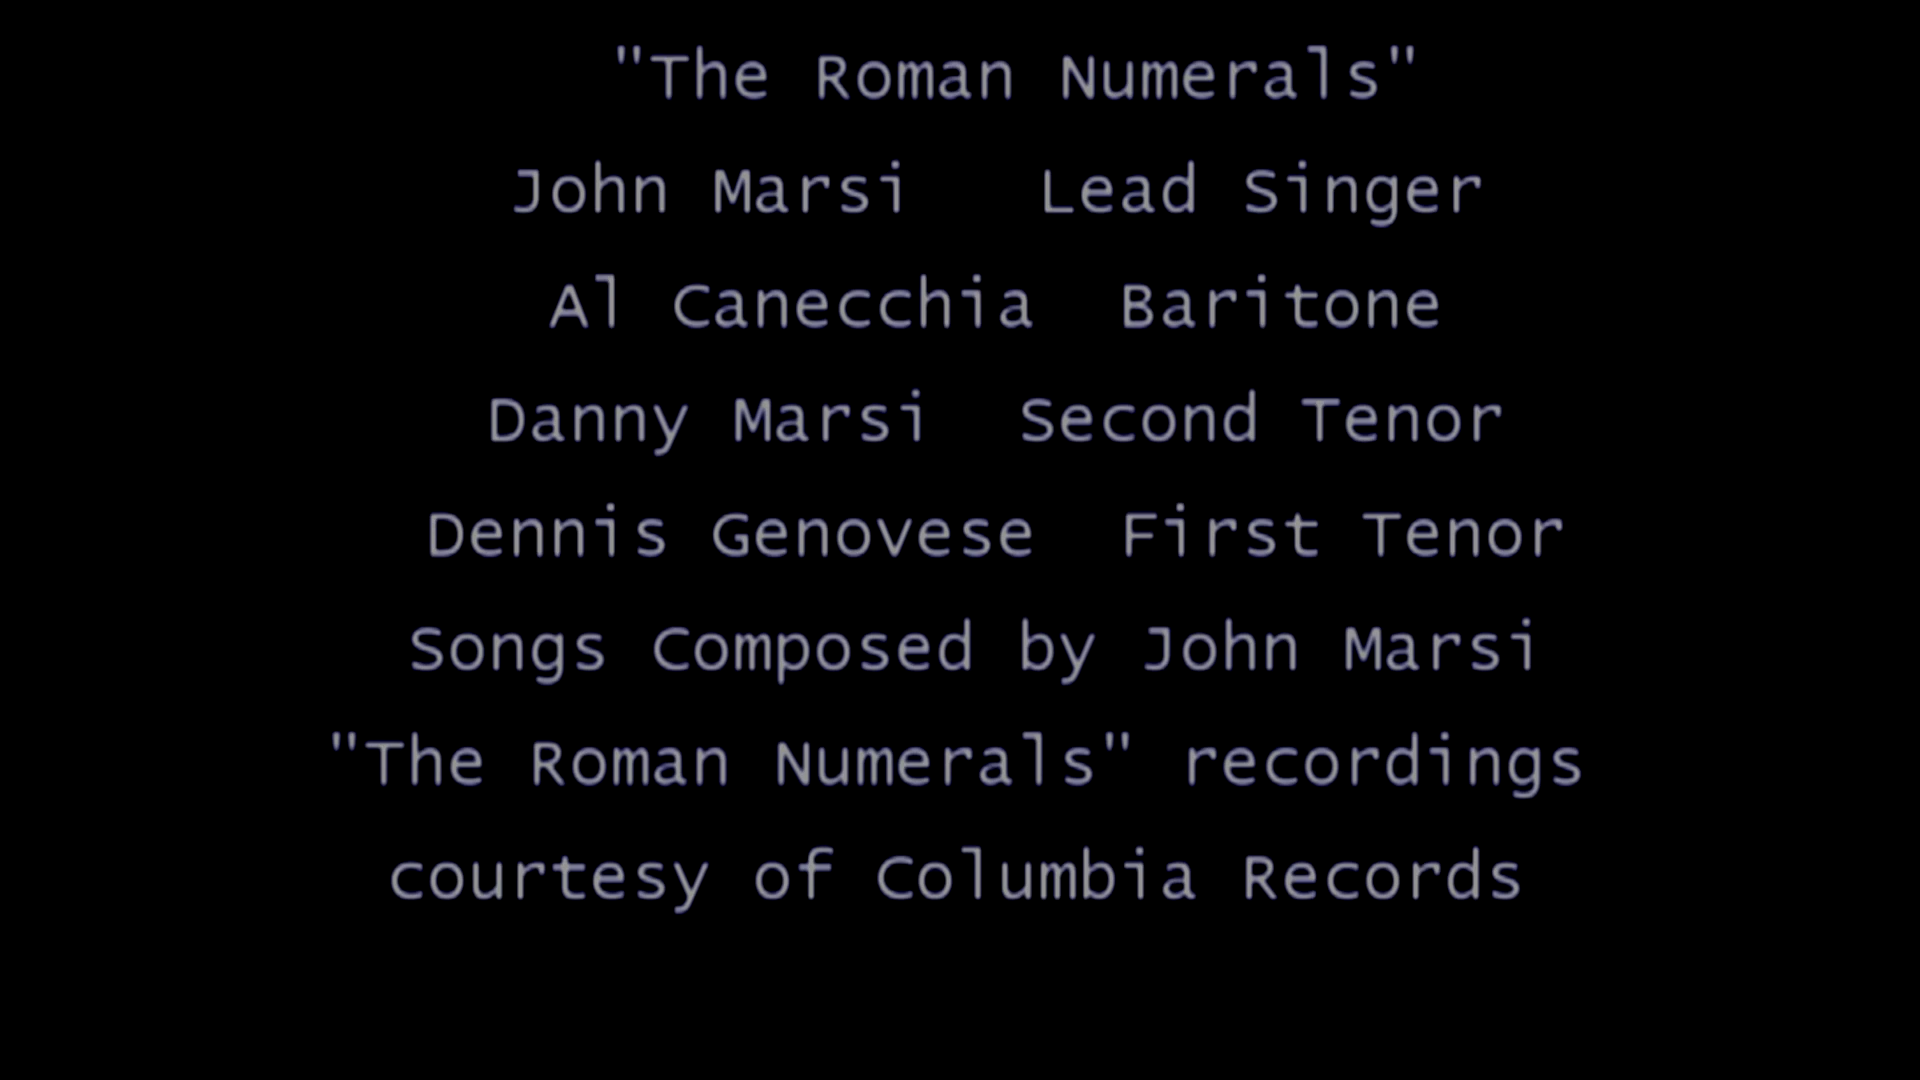 "The Roman Numerals"
John Marsi   Lead Singer
Al Canecchia  Baritone
Danny Marsi  Second Tenor
Dennis Genovese  First Tenor
Songs Composed by John Marsi
"The Roman Numerals" recordings
courtesy of Columbia Records